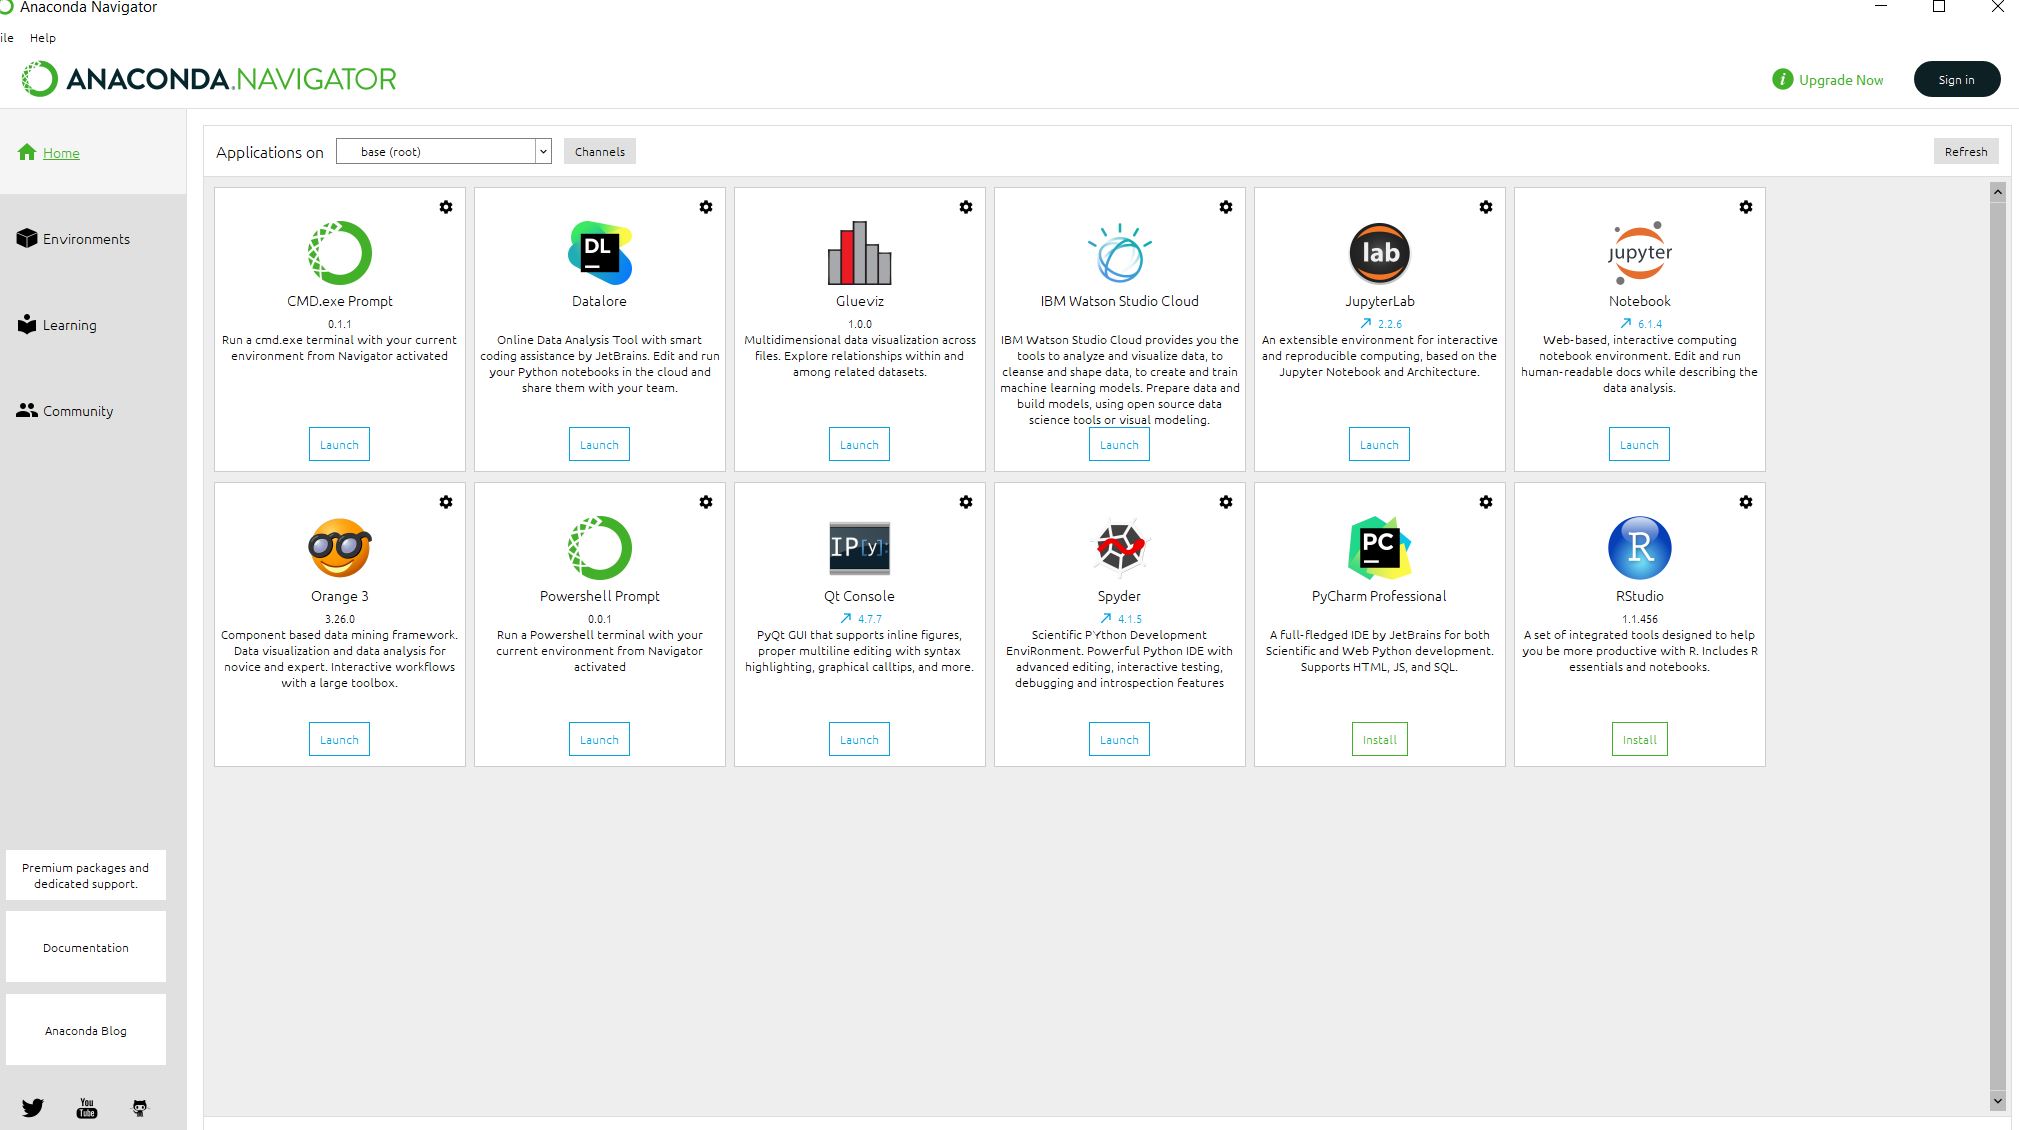 Anaconda Navigator
ile Help
ANACONDA.NAVIGATOR
i Upgrade Now
Sign in
Home
Environments
Learning
Community
Applications on
base (root)
Channels
Refresh
CMD.exe Prompt
0.1.1
Run a cmd.exe terminal with your current
environment from Navigator activated
Launch
DL
Datalore
Online Data Analysis Tool with smart
coding assistance by JetBrains. Edit and run
your Python notebooks in the cloud and
share them with your team.
Launch
Glueviz
1.0.0
Multidimensional data visualization across
files. Explore relationships within and
among related datasets.
Launch
IBM Watson Studio Cloud
IBM Watson Studio Cloud provides you the
tools to analyze and visualize data, to
cleanse and shape data, to create and train
machine learning models. Prepare data and
build models, using open source data
science tools or visual modeling.
Launch
lab
JupyterLab
2.2.6
An extensible environment for interactive
and reproducible computing, based on the
Jupyter Notebook and Architecture.
Launch
jupyter
Notebook
6.1.4
Web-based, interactive computing
notebook environment. Edit and run
human-readable docs while describing the
data analysis.
Launch
Orange 3
3.26.0
Component based data mining framework.
Data visualization and data analysis for
novice and expert. Interactive workflows
with a large toolbox.
Launch
Powershell Prompt
0.0.1
Run a Powershell terminal with your
current environment from Navigator
activated
Launch
IP[y]:
Qt Console
4.7.7
PyQt GUI that supports inline figures,
proper multiline editing with syntax
highlighting, graphical calltips, and more.
Launch
Spyder
4.1.5
Scientific PYthon Development
EnviRonment. Powerful Python IDE with
advanced editing, interactive testing,
debugging and introspection features
Launch
PC
PyCharm Professional
A full-fledged IDE by JetBrains for both
Scientific and Web Python development.
Supports HTML, JS, and SQL.
Install
R
RStudio
1.1.456
A set of integrated tools designed to help
you be more productive with R. Includes R
essentials and notebooks.
Install
Premium packages and
dedicated support.
Documentation
Anaconda Blog
You
Tube